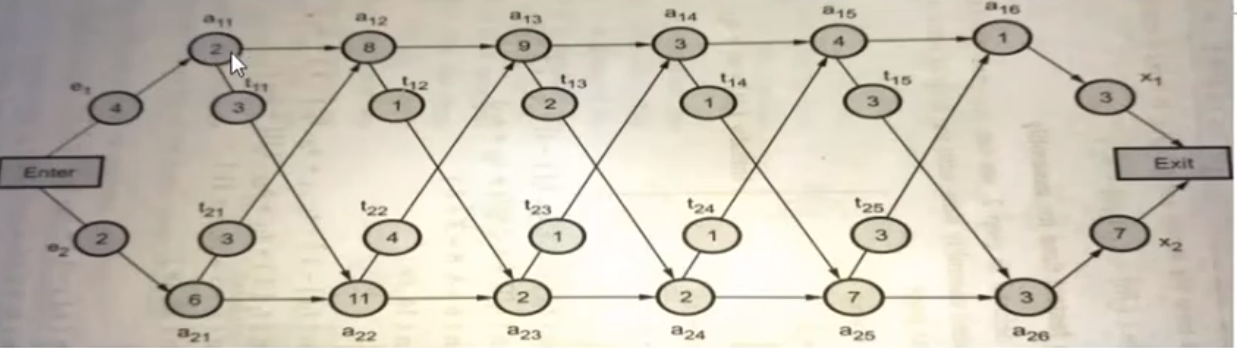 a11 a12 a13 a14 a15 a16
2 8 9 3 4 1
e1 t11 t12 t13 t14 t15 x1
4 3 1 2 1 3 3
Enter Exit
t21 t22 t23 t24 t25
2 3 4 1 1 3 7
e2 x2
6 11 2 2 7 3
a21 a22 a23 a24 a25 a26